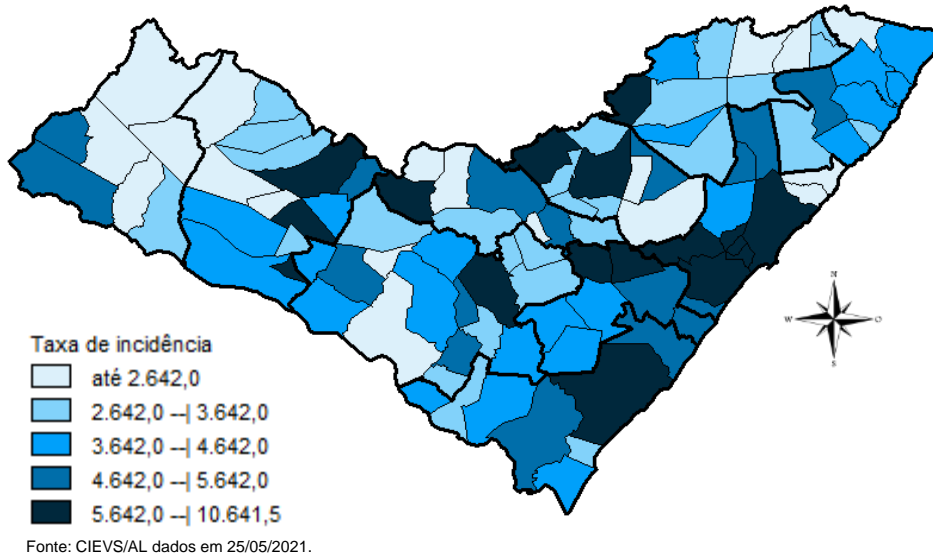 N
W
O
S
Taxa de incidência
até 2.642,0
2.642,0 --| 3.642,0
3.642,0 --| 4.642,0
4.642,0 --| 5.642,0
5.642,0 --| 10.641,5
Fonte: CIEVS/AL dados em 25/05/2021.